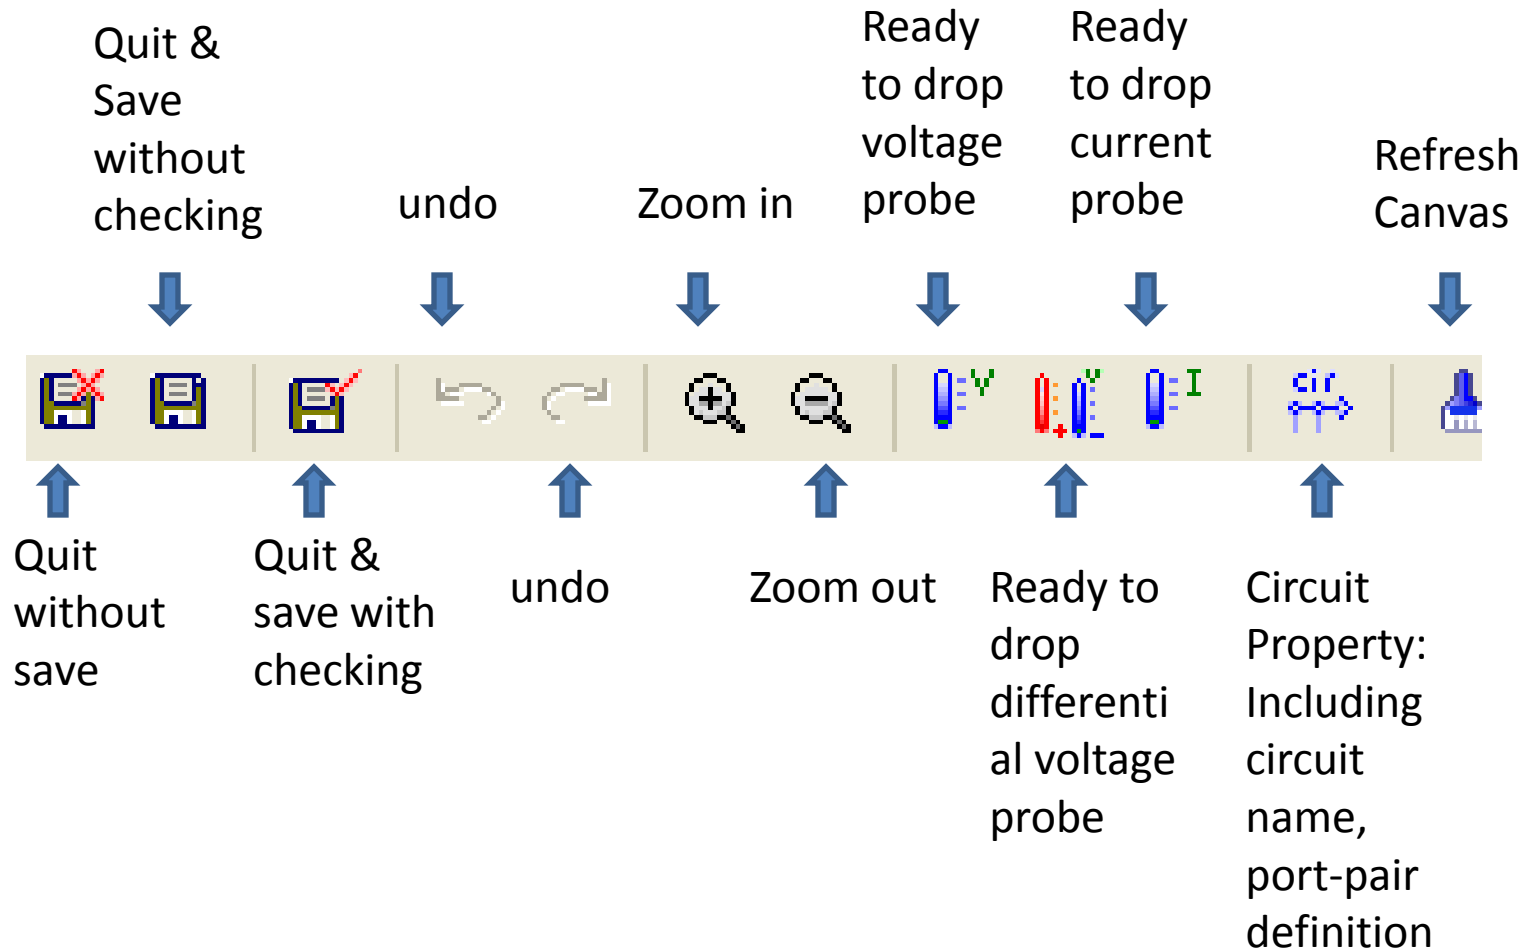 Quit &
Save
without
checking
undo
Zoom in
Ready
to drop
voltage
probe
Ready
to drop
current
probe
Refresh
Canvas
V
V
I
cir
Quit
without
save
Quit &
save with
checking
undo
Zoom out
Ready to
drop
differenti
al voltage
probe
Circuit
Property:
Including
circuit
name,
port-pair
definition